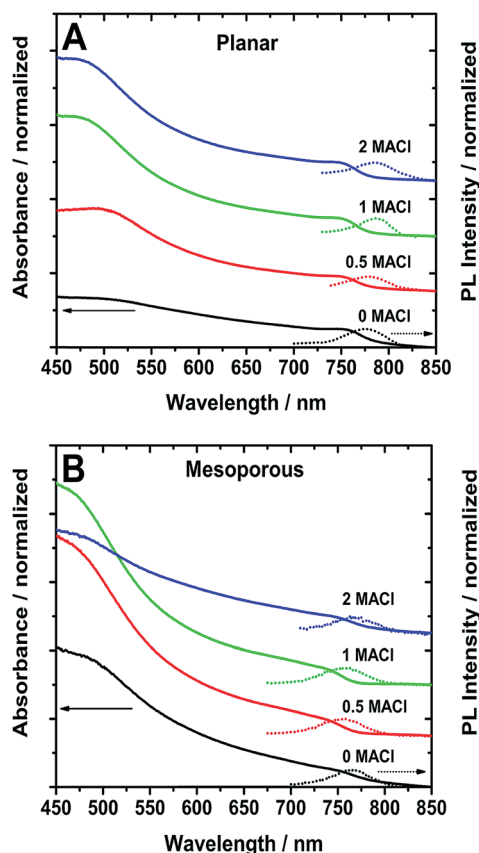 A
Planar
Absorbance / normalized
PL Intensity / normalized
2 MACl
1 MACl
0.5 MACl
0 MACl
450 500 550 600 650 700 750 800 850
Wavelength / nm
B
Mesoporous
Absorbance / normalized
PL Intensity / normalized
2 MACl
1 MACl
0.5 MACl
0 MACl
450 500 550 600 650 700 750 800 850
Wavelength / nm